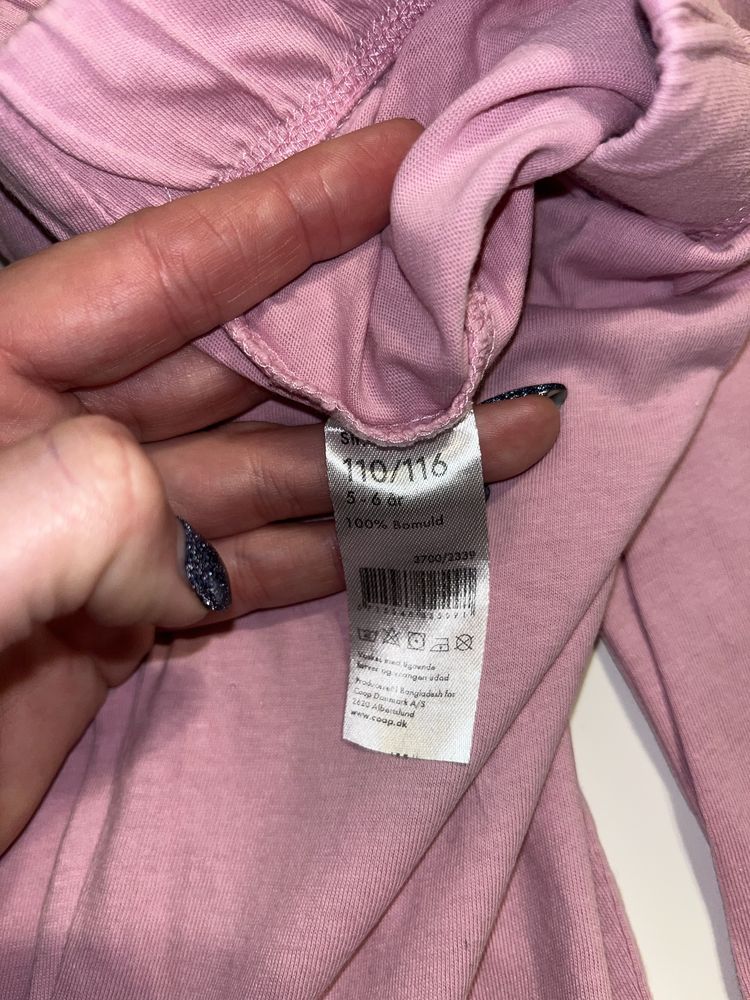 110/116
5 - 6 år
100% Bomuld
3700/2339
Vaskes med lignende
farver og vrangen udad
Produceret i Bangladesh for
Coop Danmark A/S
2620 Albertslund
www.coop.dk